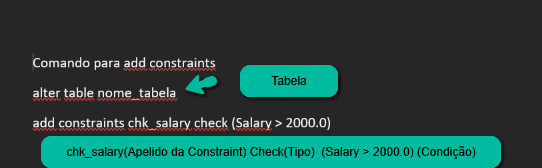 Comando para add constraints
Tabela
alter table nome_tabela
add constraints chk_salary check (Salary > 2000.0)
chk_salary(Apelido da Constraint) Check(Tipo)  (Salary > 2000.0) (Condição)